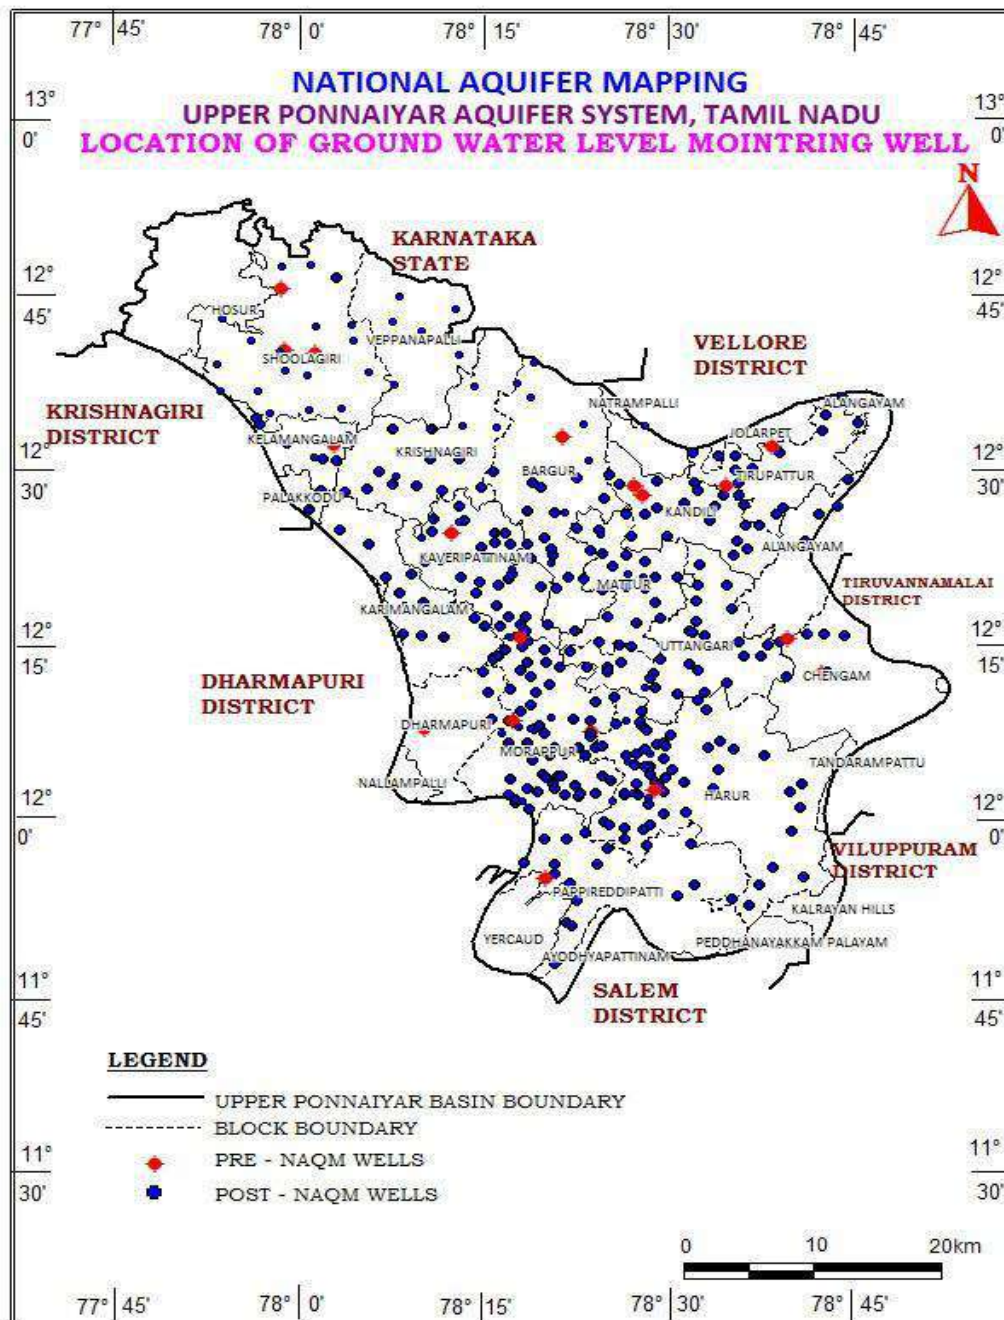 77° 45' 78° 0' 78° 15' 78° 30' 78° 45'
NATIONAL AQUIFER MAPPING
UPPER PONNAIYAR AQUIFER SYSTEM, TAMIL NADU
LOCATION OF GROUND WATER LEVEL MOINTRING WELL
13° 0'
13° 0'
N
KARNATAKA
STATE
12° 45'
12° 45'
HOSUR
VEPPANAPALLI
SHOOLAGIRI
VELLORE
DISTRICT
KRISHNAGIRI
DISTRICT
NATRAMPALLI
ALANGAYAM
JOLARPET
KELAMANGALAM
KRISHNAGIRI
BARGUR
TIRUPATTUR
12° 30'
12° 30'
PALAKKODU
KANDILI
KAVERIPATTINAM
ALANGAYAM
MATTUR
TIRUVANNAMALAI
DISTRICT
KARIMANGALAM
12° 15'
12° 15'
UTTANGARI
CHENGAM
DHARMAPURI
DISTRICT
DHARMAPURI
MORAPPUR
TANDARAMPATTU
NALLAMPALLI
HARUR
12° 0'
12° 0'
VILUPPURAM
DISTRICT
PAPPIREDDIPATTI
KALRAYAN HILLS
YERCAUD
PEDDHANAYAKKAM PALAYAM
AYODHYAPATTINAM
11° 45'
11° 45'
SALEM
DISTRICT
LEGEND
UPPER PONNAIYAR BASIN BOUNDARY
BLOCK BOUNDARY
PRE - NAQM WELLS
POST - NAQM WELLS
11° 30'
11° 30'
0 10 20km
77° 45' 78° 0' 78° 15' 78° 30' 78° 45'